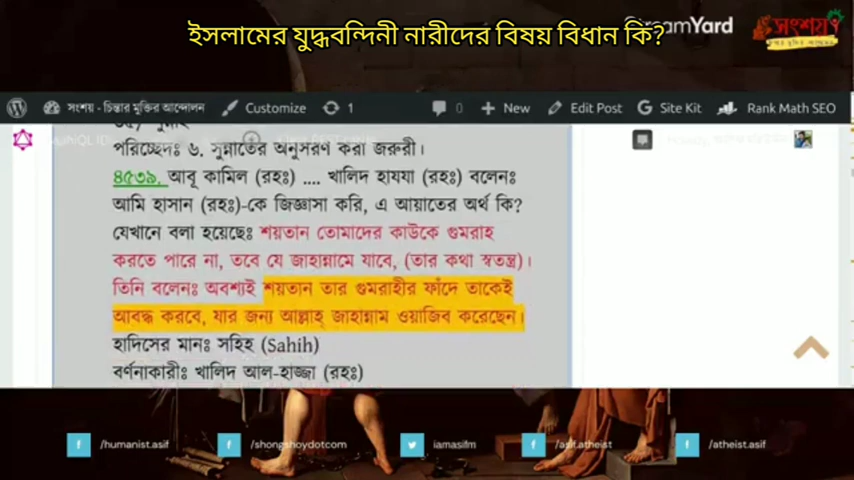 ইসলামের যুদ্ধবন্দিনী নারীদের বিষয় বিধান কি?
StreamYard
সংশয়
সংশয় - চিন্তার মুক্তির আন্দোলন
Customize
1
0
New
Edit Post
Site Kit
Rank Math SEO
পরিচ্ছেদঃ ৬. সুন্নাতের অনুসরণ করা জরুরী।
৪৫৩৯. আবূ কামিল (রহঃ) .... খালিদ হাযযা (রহঃ) বলেনঃ
আমি হাসান (রহঃ)-কে জিজ্ঞাসা করি, এ আয়াতের অর্থ কি?
যেখানে বলা হয়েছেঃ শয়তান তোমাদের কাউকে গুমরাহ
করতে পারে না, তবে যে জাহান্নামে যাবে, (তার কথা স্বতন্ত্র)।
তিনি বলেনঃ অবশ্যই শয়তান তার গুমরাহীর ফাঁদে তাকেই
আবদ্ধ করবে, যার জন্য আল্লাহ্ জাহান্নাম ওয়াজিব করেছেন।
হাদিসের মানঃ সহিহ (Sahih)
বর্ণনাকারীঃ খালিদ আল-হাজ্জা (রহঃ)
/humanist.asif
/shongshoydotcom
iamasifm
/asif.atheist
/atheist.asif